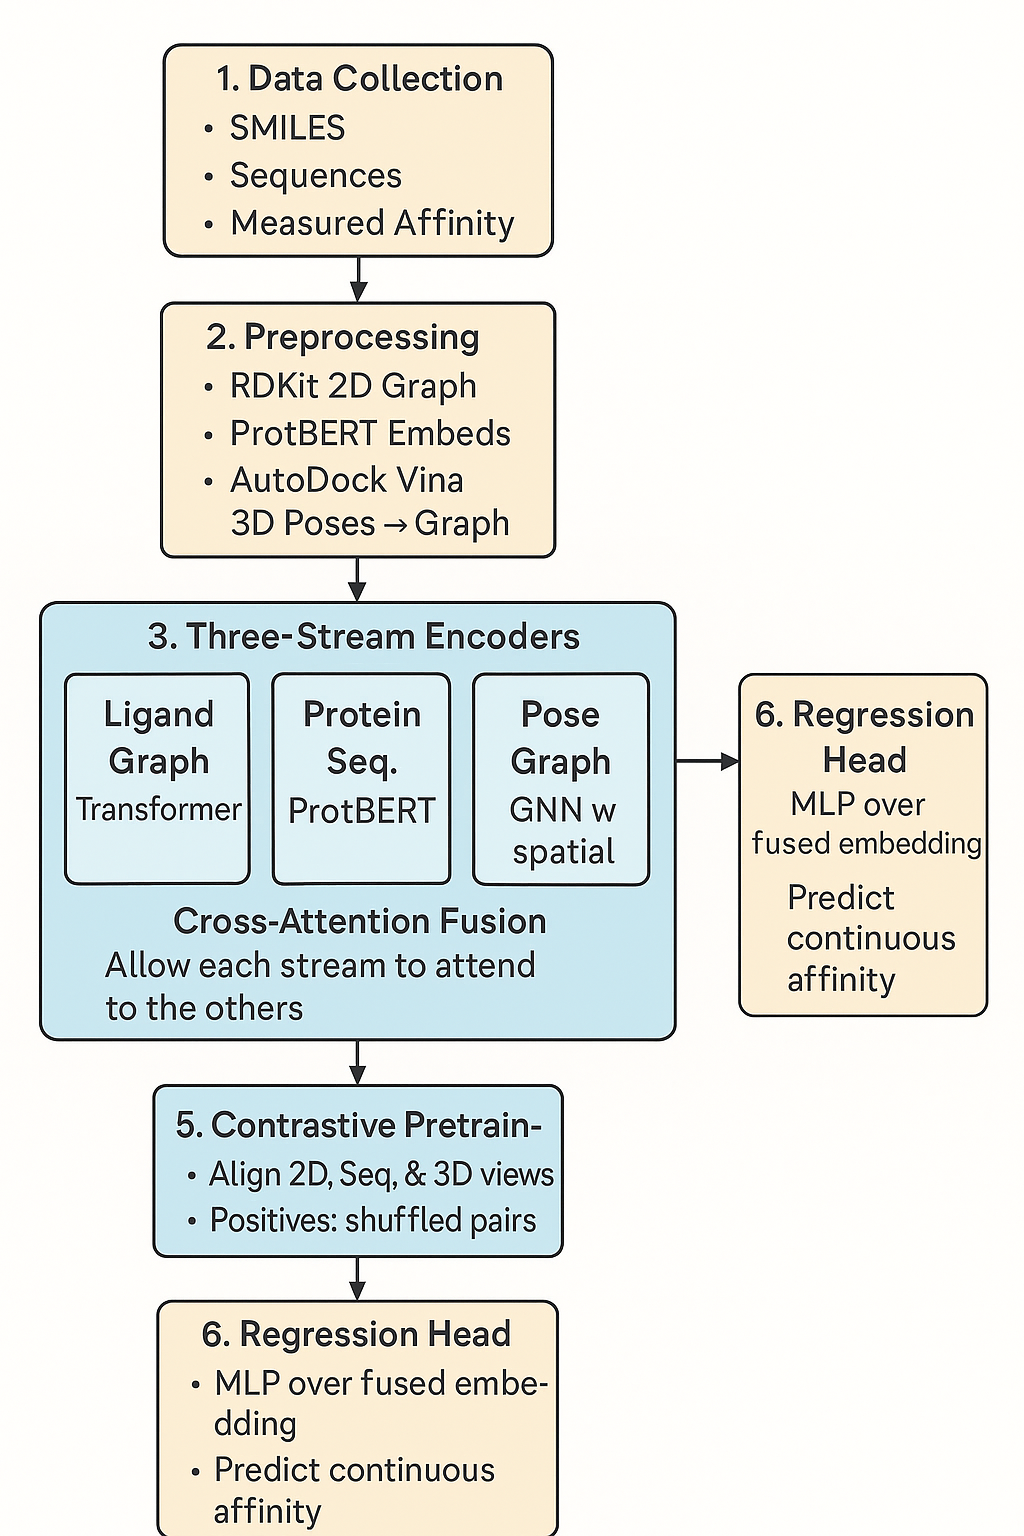 1. Data Collection
• SMILES
• Sequences
• Measured Affinity
2. Preprocessing
• RDKit 2D Graph
• ProtBERT Embeds
• AutoDock Vina
3D Poses → Graph
3. Three-Stream Encoders
Ligand
Graph
Transformer
Protein
Seq.
ProtBERT
Pose
Graph
GNN w
spatial
Cross-Attention Fusion
Allow each stream to attend
to the others
6. Regression
Head
MLP over
fused embedding
Predict
continuous
affinity
5. Contrastive Pretrain-
• Align 2D, Seq, & 3D views
• Positives: shuffled pairs
6. Regression Head
• MLP over fused embe-
dding
• Predict continuous
affinity